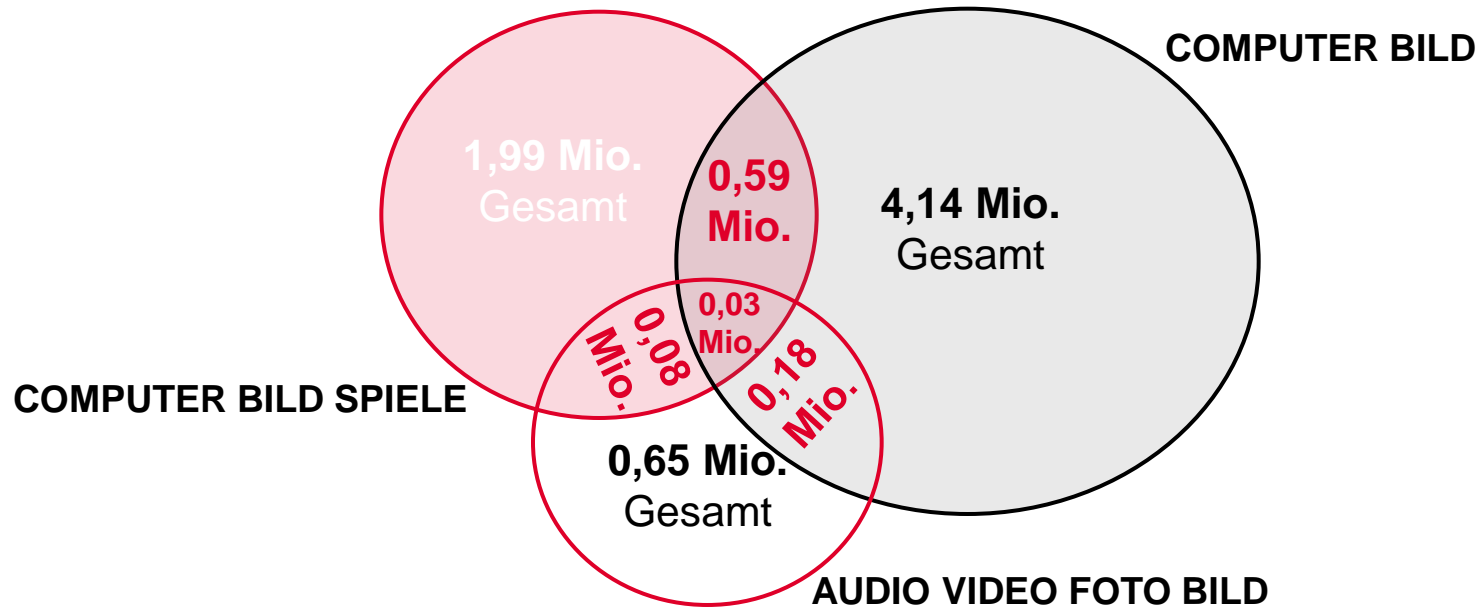 COMPUTER BILD
1,99 Mio.
Gesamt
0,59
Mio.
4,14 Mio.
Gesamt
0,03
Mio.
0,08
Mio.
0,18
Mio.
COMPUTER BILD SPIELE
0,65 Mio.
Gesamt
AUDIO VIDEO FOTO BILD